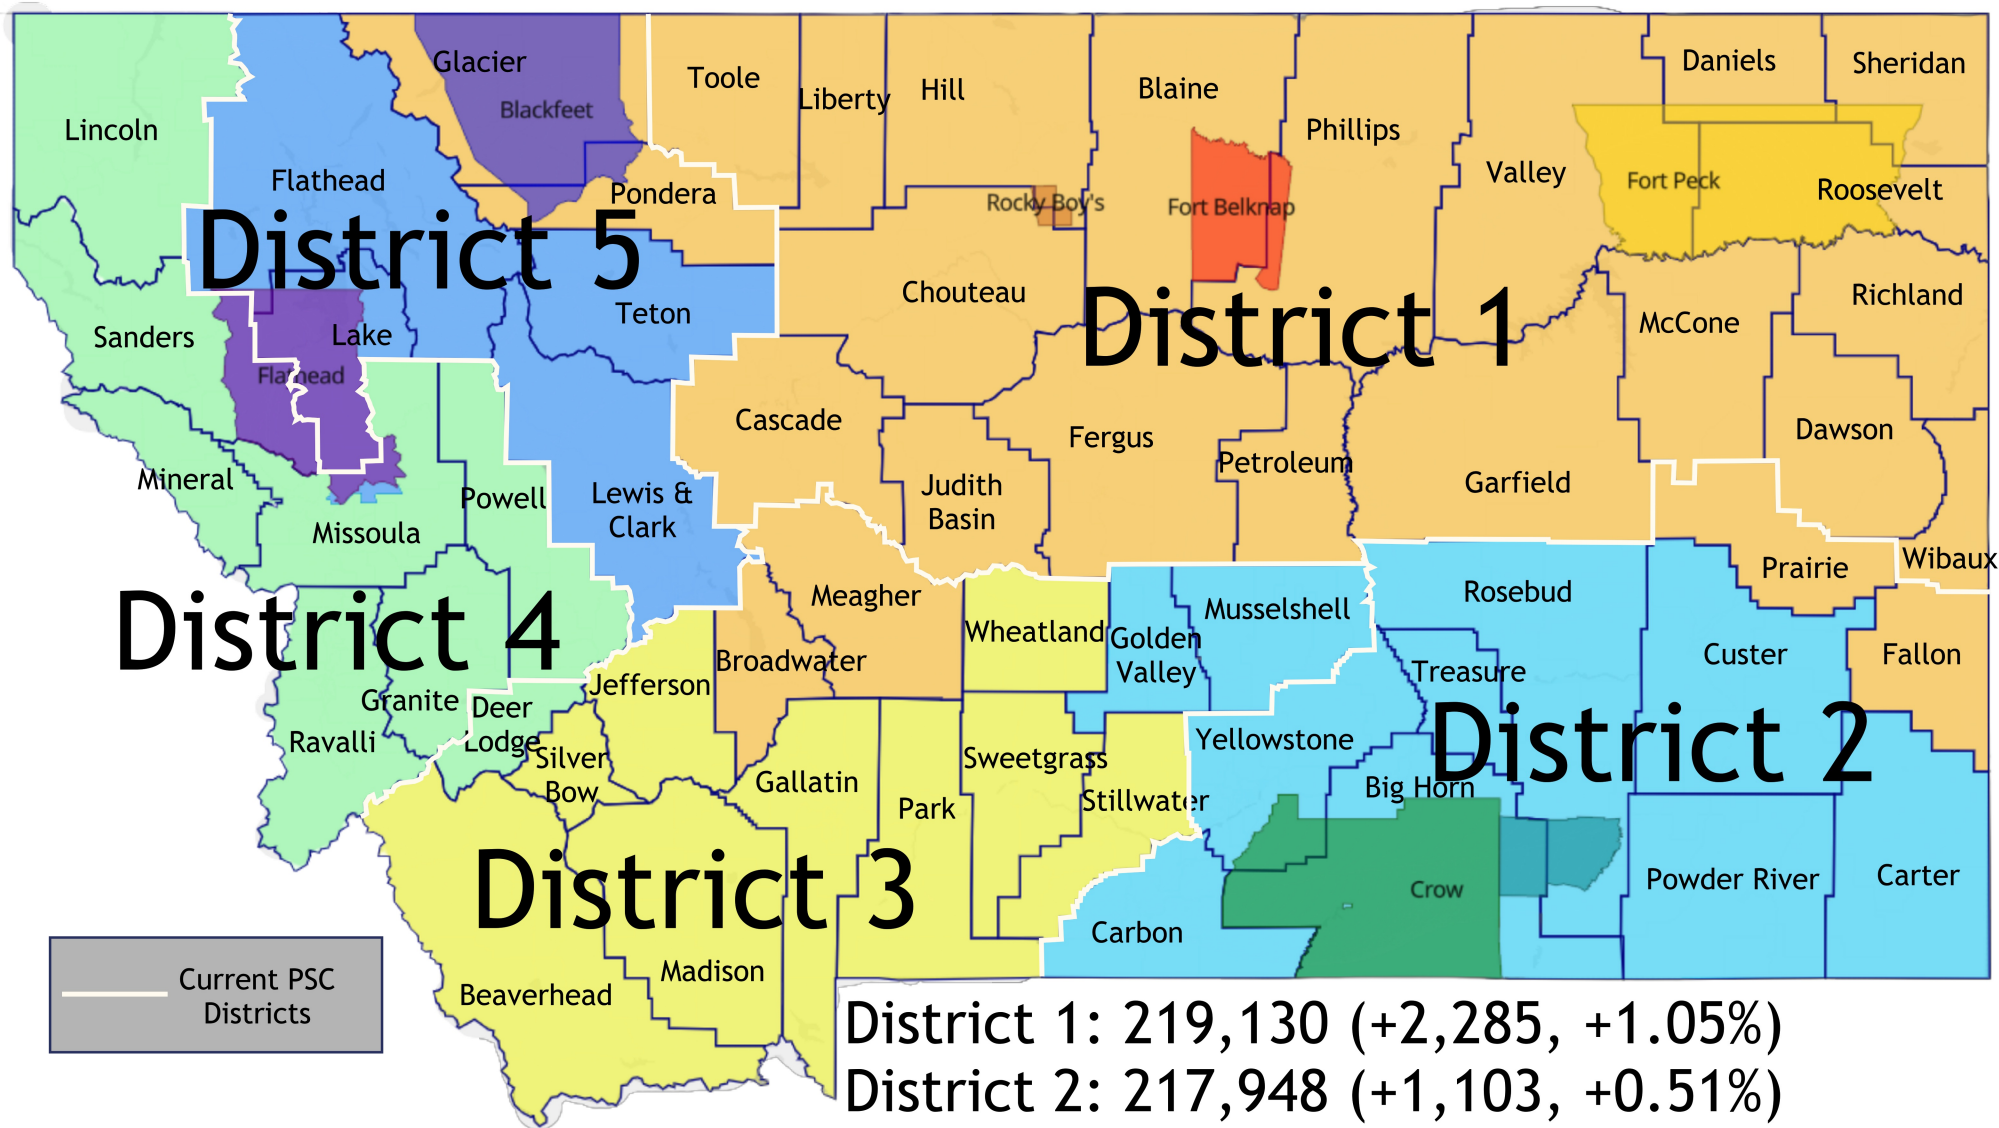 Glacier
Blackfeet
Toole
Liberty
Hill
Blaine
Phillips
Daniels
Sheridan
Lincoln
Flathead
Pondera
Valley
Fort Peck
Roosevelt
Rocky Boy's
Fort Belknap
District 5
Chouteau
District 1
Richland
Teton
McCone
Sanders
Lake
Flathead
Cascade
Fergus
Dawson
Petroleum
Garfield
Mineral
Powell
Lewis &
Clark
Judith
Basin
Missoula
Prairie
Wibaux
District 4
Meagher
Rosebud
Musselshell
Wheatland
Golden
Valley
Custer
Fallon
Broadwater
Treasure
Jefferson
Granite
Deer
Lodge
Ravalli
Silver
Bow
Sweetgrass
Yellowstone
District 2
Gallatin
Park
Stillwater
Big Horn
District 3
Crow
Powder River
Carter
Carbon
Madison
Beaverhead
Current PSC
Districts
District 1: 219,130 (+2,285, +1.05%)
District 2: 217,948 (+1,103, +0.51%)